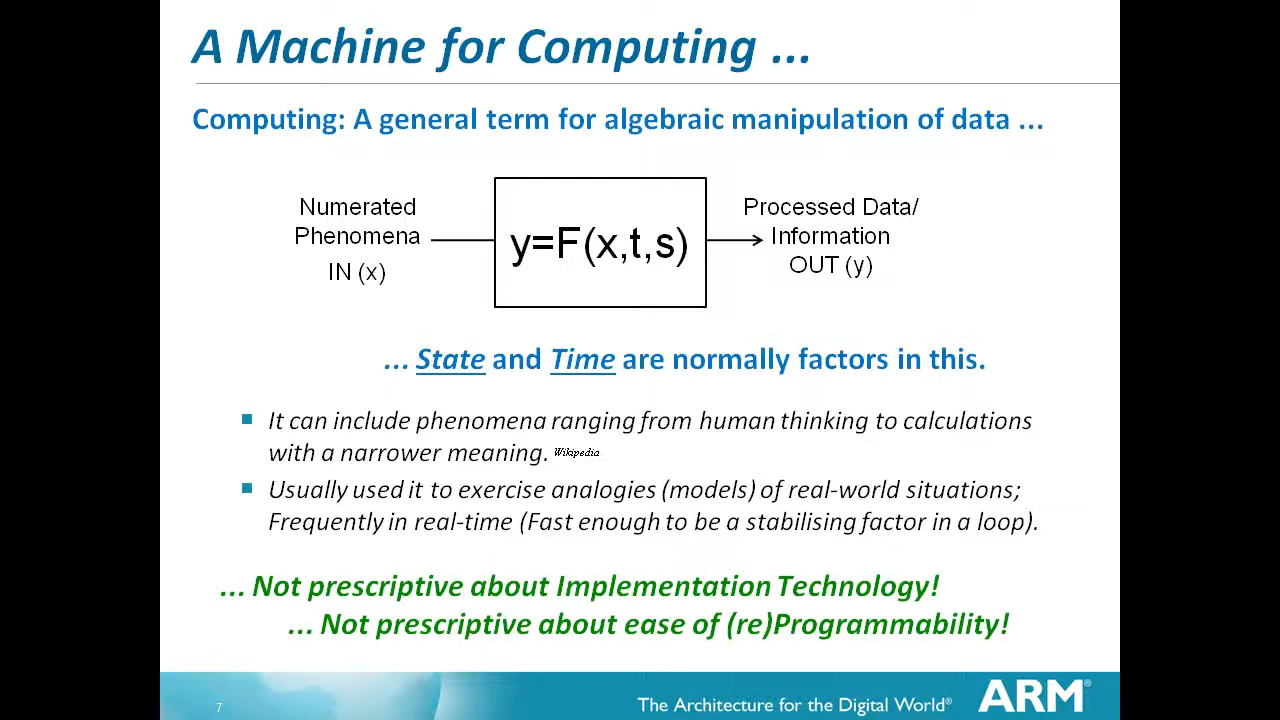 A Machine for Computing ...
Computing: A general term for algebraic manipulation of data ...
Numerated
Phenomena
IN (x)
y=F(x,t,s)
Processed Data/
Information
OUT (y)
... State and Time are normally factors in this.
It can include phenomena ranging from human thinking to calculations
with a narrower meaning. Wikipedia
Usually used it to exercise analogies (models) of real-world situations;
Frequently in real-time (Fast enough to be a stabilising factor in a loop).
... Not prescriptive about Implementation Technology!
... Not prescriptive about ease of (re)Programmability!
7
The Architecture for the Digital World®
ARM®